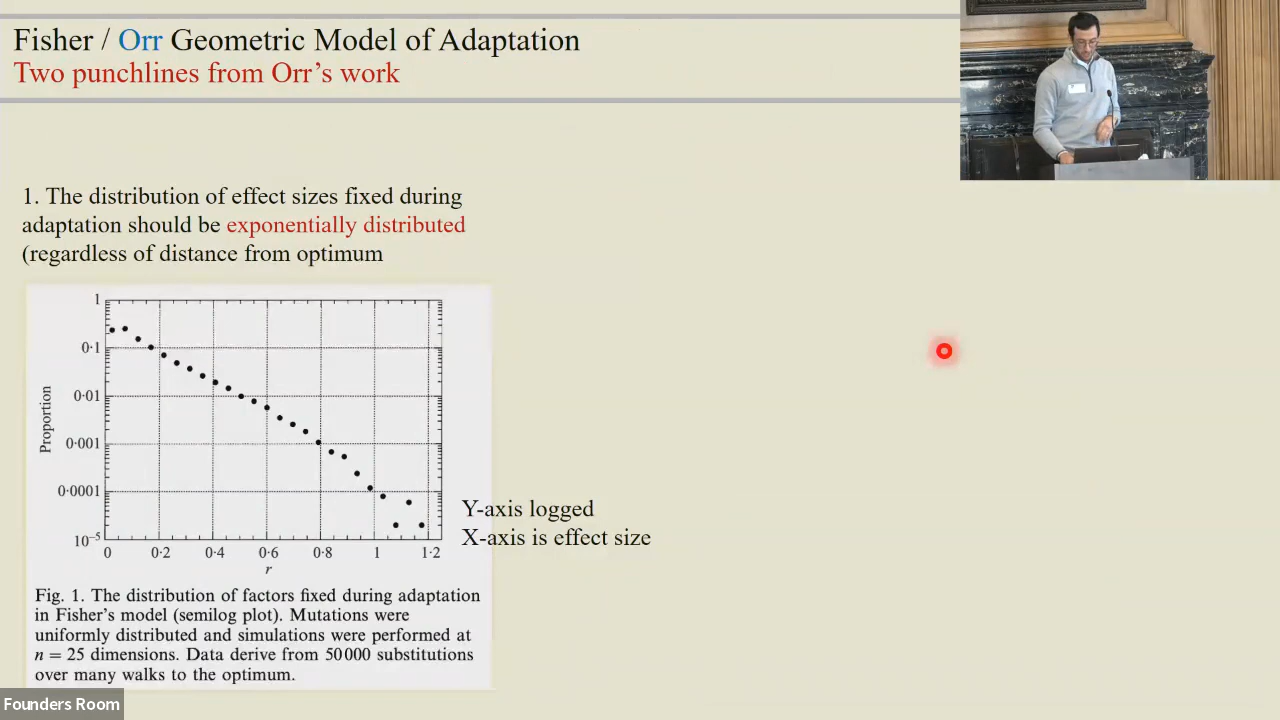 Fisher / Orr Geometric Model of Adaptation
Two punchlines from Orr's work
1. The distribution of effect sizes fixed during
adaptation should be exponentially distributed
(regardless of distance from optimum
1
0·1
0·01
0·001
0·0001
10⁻⁵
Proportion
0 0·2 0·4 0·6 0·8 1 1·2
r
Y-axis logged
X-axis is effect size
Fig. 1. The distribution of factors fixed during adaptation
in Fisher's model (semilog plot). Mutations were
uniformly distributed and simulations were performed at
n = 25 dimensions. Data derive from 50 000 substitutions
over many walks to the optimum.
Founders Room